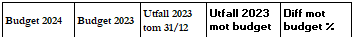 Budget 2024
Budget 2023
Utfall 2023
tom 31/12
Utfall 2023
mot budget
Diff mot
budget %